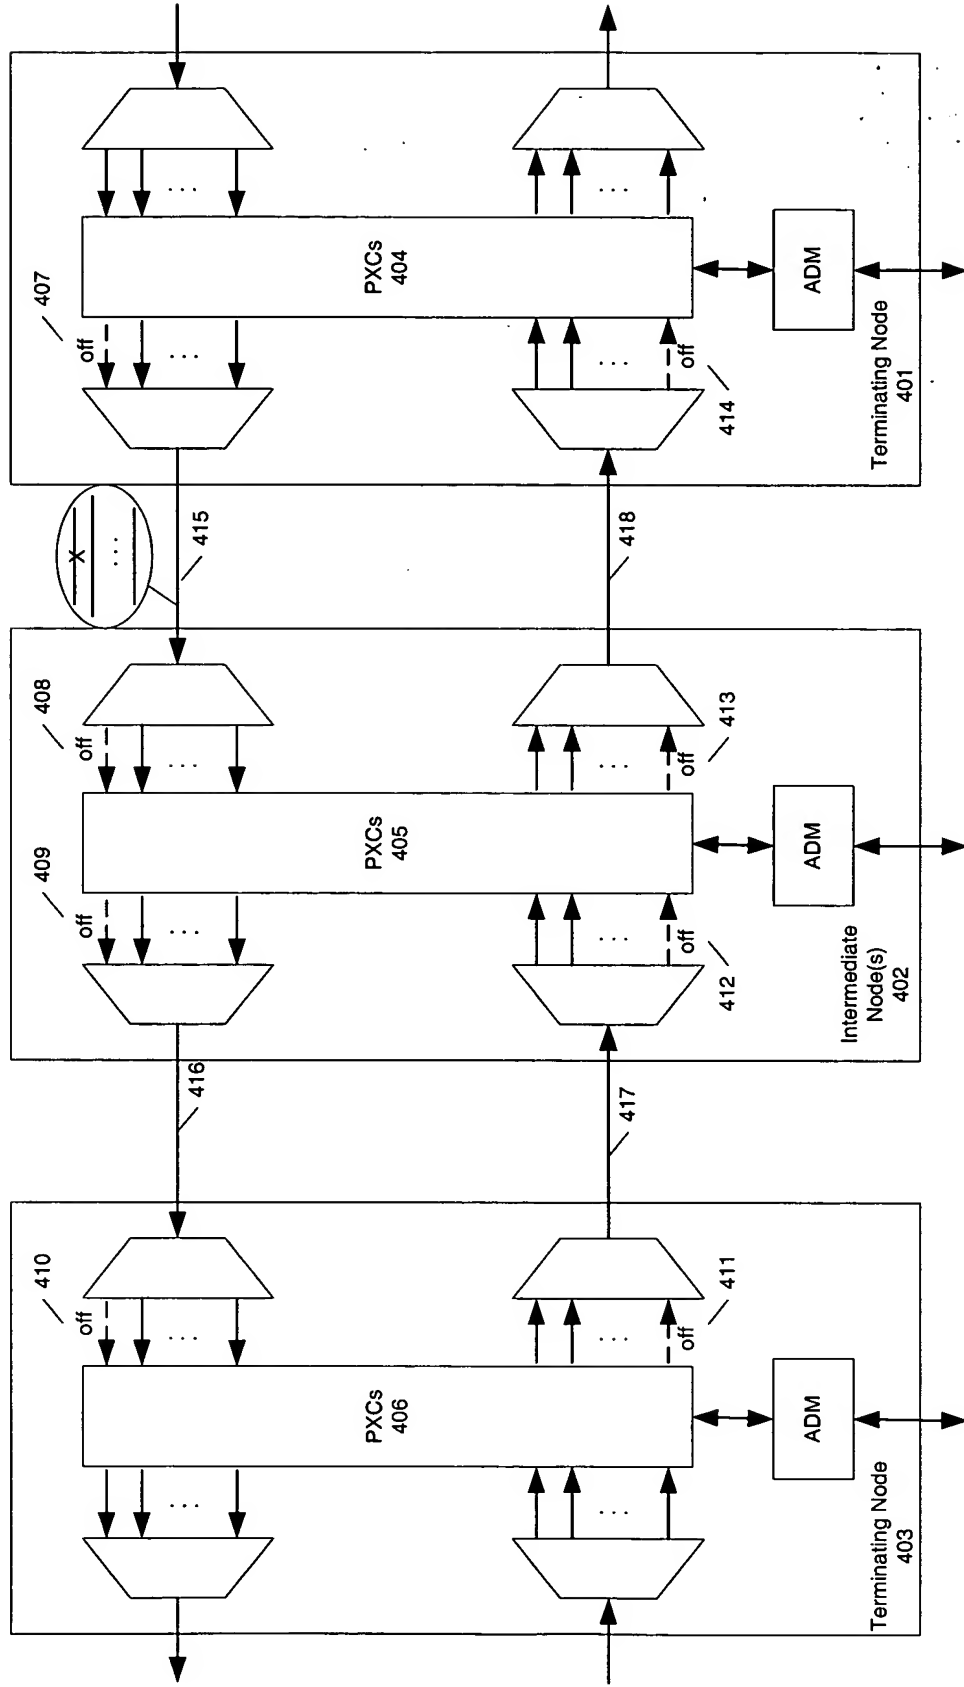 410
409
408
407
off
off
off
X
off
416
415
PXCs
406
PXCs
405
PXCs
404
417
418
off
off
off
off
411
412
413
414
ADM
ADM
ADM
Terminating Node
403
Intermediate
Node(s)
402
Terminating Node
401